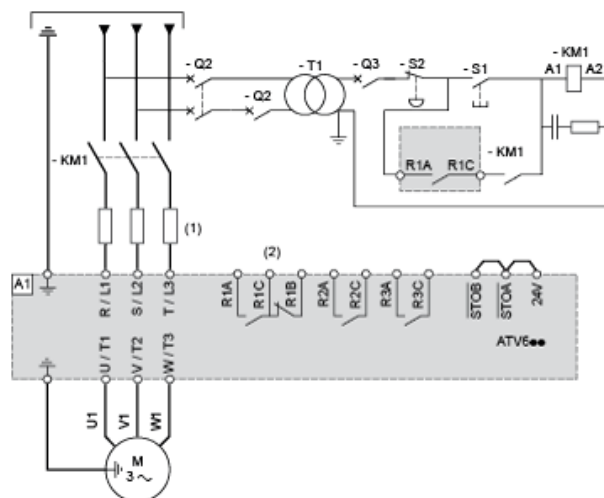 - Q2
- T1
- Q3
- S2
- S1
- KM1
A1
A2
- Q2
- KM1
- KM1
R1A
R1C
(1)
(2)
A1
R / L1
S / L2
T / L3
R1A
R1C
R1B
R2A
R2C
R3A
R3C
STOB
STOA
24V
U / T1
V / T2
W / T3
ATV6●●
U1
V1
W1
M
3 ~